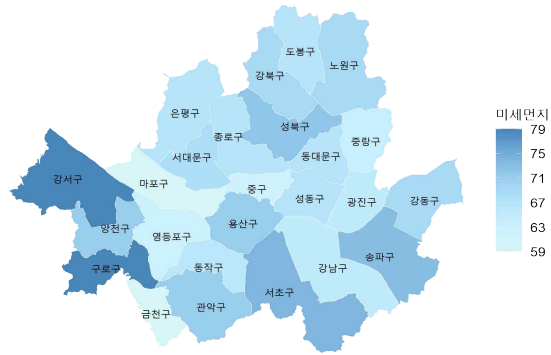 도봉구
노원구
강북구
은평구
성북구
종로구
중랑구
서대문구
동대문구
강서구
마포구
중구
성동구
광진구
강동구
양천구
영등포구
용산구
구로구
동작구
강남구
송파구
서초구
금천구
관악구
미세먼지
79
75
71
67
63
59